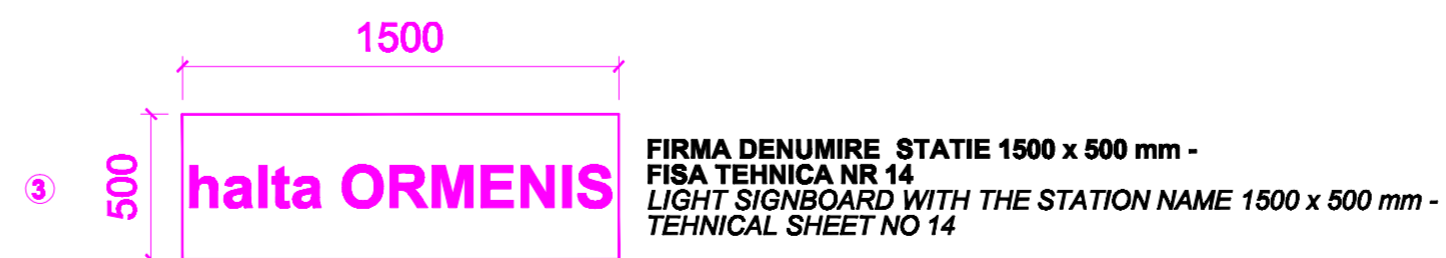 1500
3
500
halta ORMENIS
FIRMA DENUMIRE STATIE 1500 x 500 mm -
FISA TEHNICA NR 14
LIGHT SIGNBOARD WITH THE STATION NAME 1500 x 500 mm -
TEHNICAL SHEET NO 14